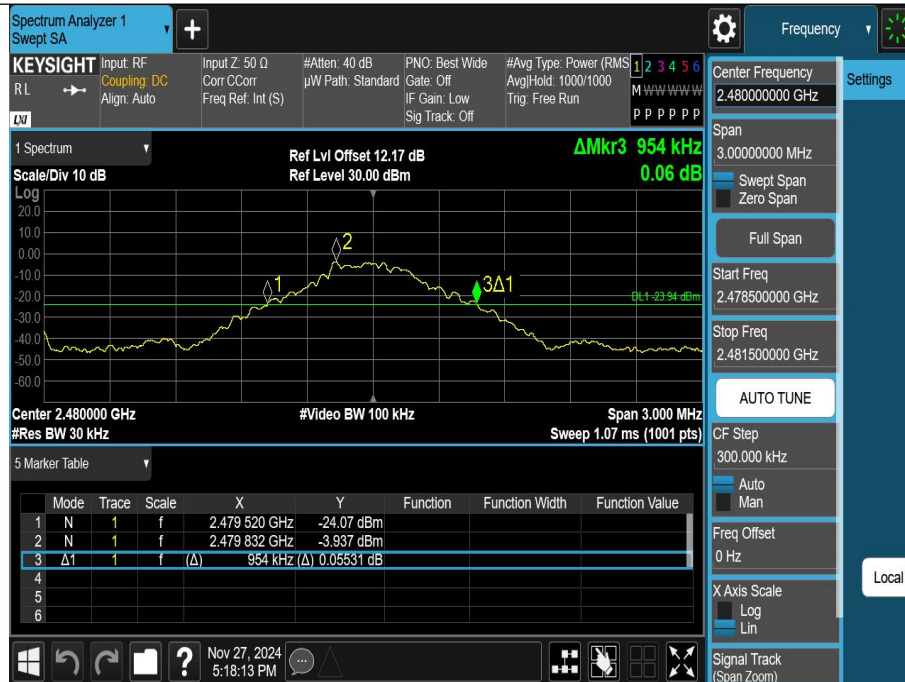 Spectrum Analyzer 1
Swept SA
+
Frequency
KEYSIGHT
RL
LXI
Input: RF
Coupling: DC
Align: Auto
Input Z: 50 Ω
Corr CCorr
Freq Ref: Int (S)
#Atten: 40 dB
µW Path: Standard
PNO: Best Wide
Gate: Off
IF Gain: Low
Sig Track: Off
#Avg Type: Power (RMS
Avg|Hold: 1000/1000
Trig: Free Run
1 2 3 4 5 6
M W W W W W
P P P P P P
1 Spectrum
Scale/Div 10 dB
Ref Lvl Offset 12.17 dB
Ref Level 30.00 dBm
ΔMkr3 954 kHz
0.06 dB
Log
20.0
10.0
0.00
-10.0
-20.0
-30.0
-40.0
-50.0
-60.0
1
2
3Δ1
DL1 -23.94 dBm
Center 2.480000 GHz
#Video BW 100 kHz
Span 3.000 MHz
#Res BW 30 kHz
Sweep 1.07 ms (1001 pts)
5 Marker Table
Mode Trace Scale X Y Function Function Width Function Value
1 N 1 f 2.479 520 GHz -24.07 dBm
2 N 1 f 2.479 832 GHz -3.937 dBm
3 Δ1 1 f (Δ) 954 kHz (Δ) 0.05531 dB
4
5
6
Nov 27, 2024
5:18:13 PM
?
Center Frequency
2.480000000 GHz
Settings
Span
3.00000000 MHz
Swept Span
Zero Span
Full Span
Start Freq
2.478500000 GHz
Stop Freq
2.481500000 GHz
AUTO TUNE
CF Step
300.000 kHz
Auto
Man
Freq Offset
0 Hz
Local
X Axis Scale
Log
Lin
Signal Track
(Span Zoom)